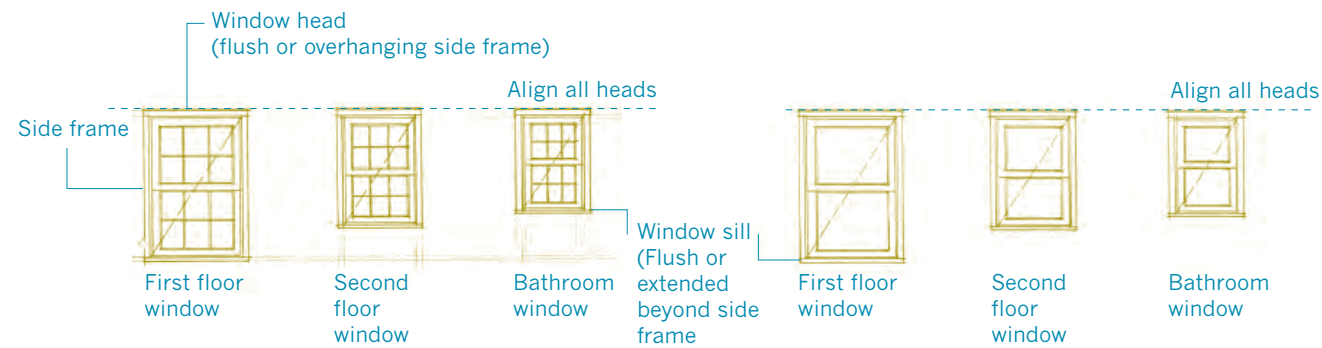 Window head
(flush or overhanging side frame)
Align all heads
Align all heads
Side frame
Window sill
(Flush or
extended
beyond side
frame
First floor
window
Second
floor
window
Bathroom
window
First floor
window
Second
floor
window
Bathroom
window